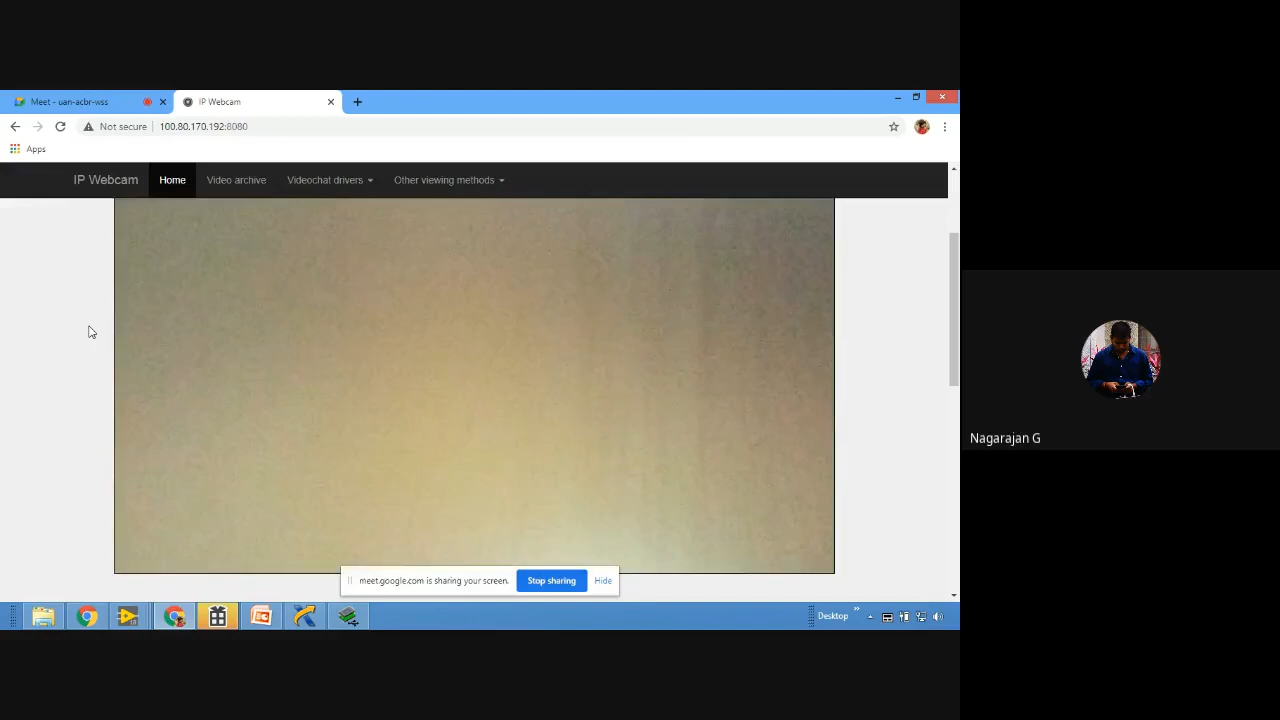 Meet - uan-acbr-wss
IP Webcam
Not secure
100.80.170.192:8080
Apps
IP Webcam
Home
Video archive
Videochat drivers
Other viewing methods
Nagarajan G
meet.google.com is sharing your screen.
Stop sharing
Hide
Desktop